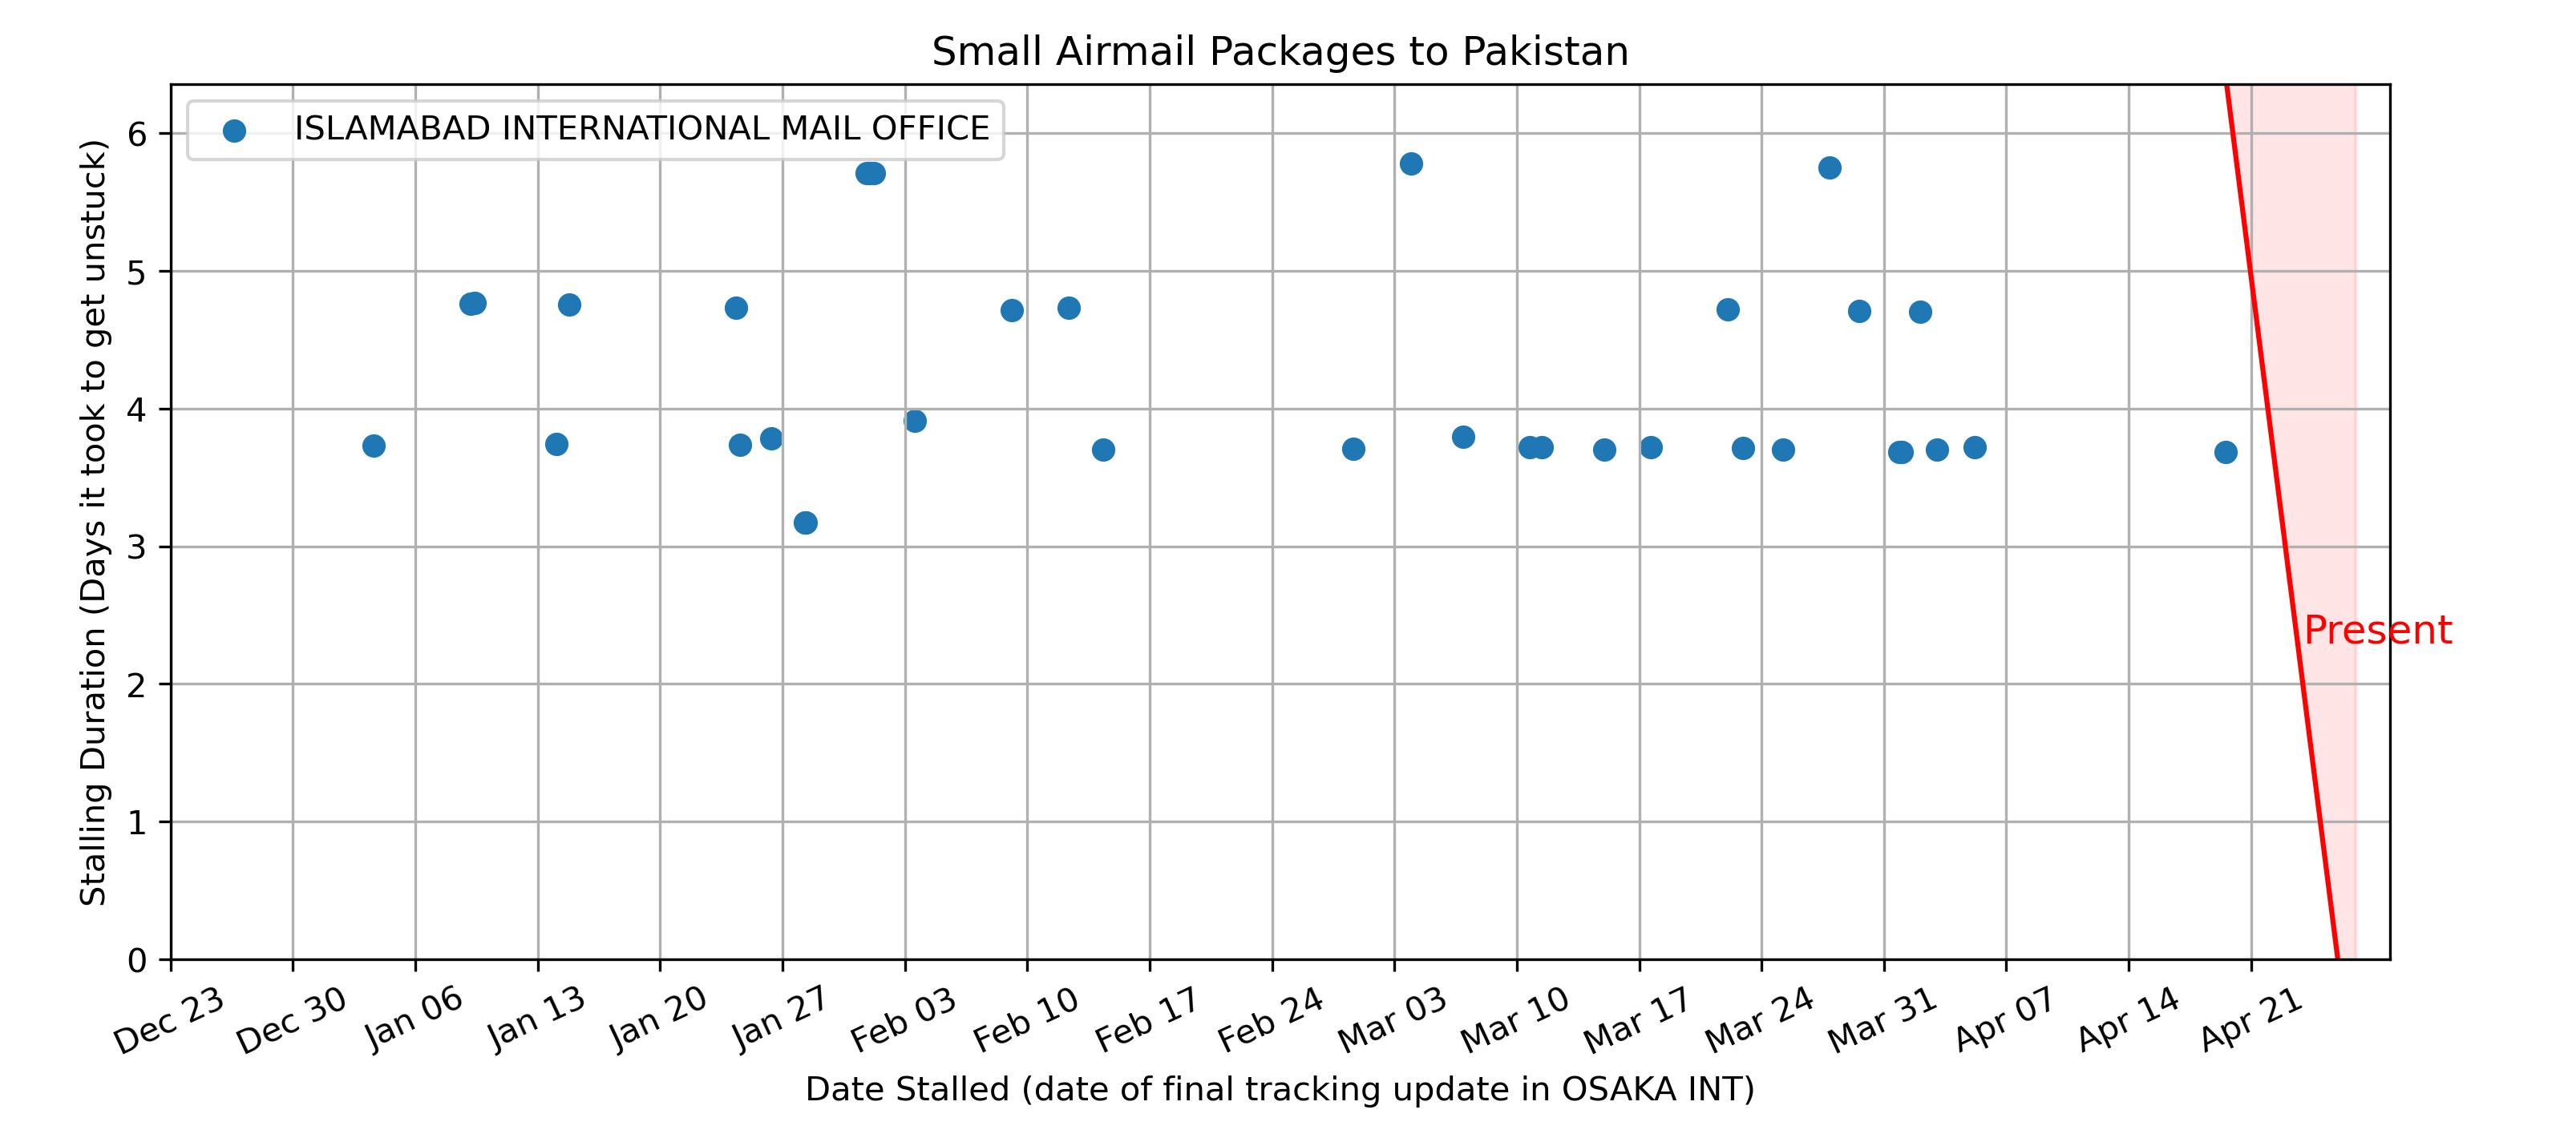 Small Airmail Packages to Pakistan
ISLAMABAD INTERNATIONAL MAIL OFFICE
Stalling Duration (Days it took to get unstuck)
6
5
4
3
2
1
0
Present
Dec 23
Dec 30
Jan 06
Jan 13
Jan 20
Jan 27
Feb 03
Feb 10
Feb 17
Feb 24
Mar 03
Mar 10
Mar 17
Mar 24
Mar 31
Apr 07
Apr 14
Apr 21
Date Stalled (date of final tracking update in OSAKA INT)